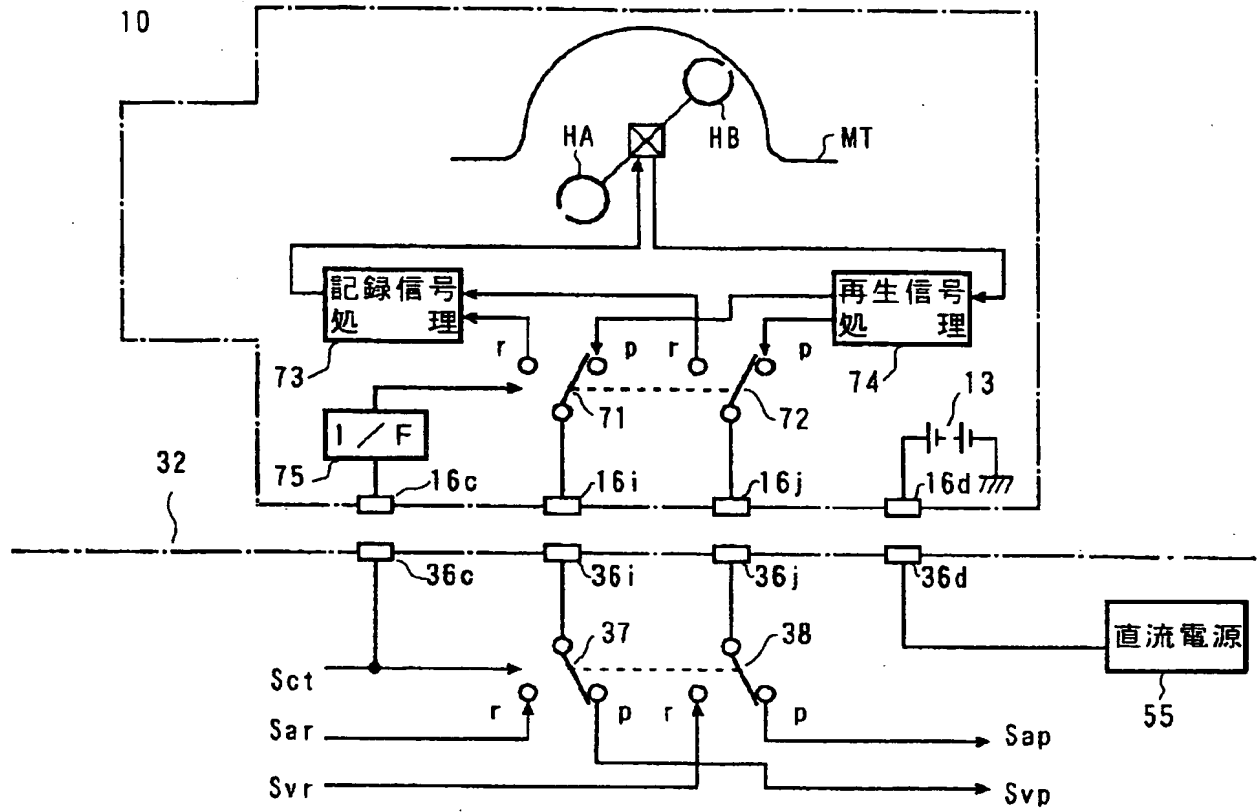 10
HA
HB
MT
記録信号
処理
再生信号
処理
r
p
r
p
73
74
13
71
72
I/F
75
32
16c
16i
16j
16d
36c
36i
36j
36d
37
38
直流電源
55
Sct
r
p
r
p
Sar
Sap
Svr
Svp